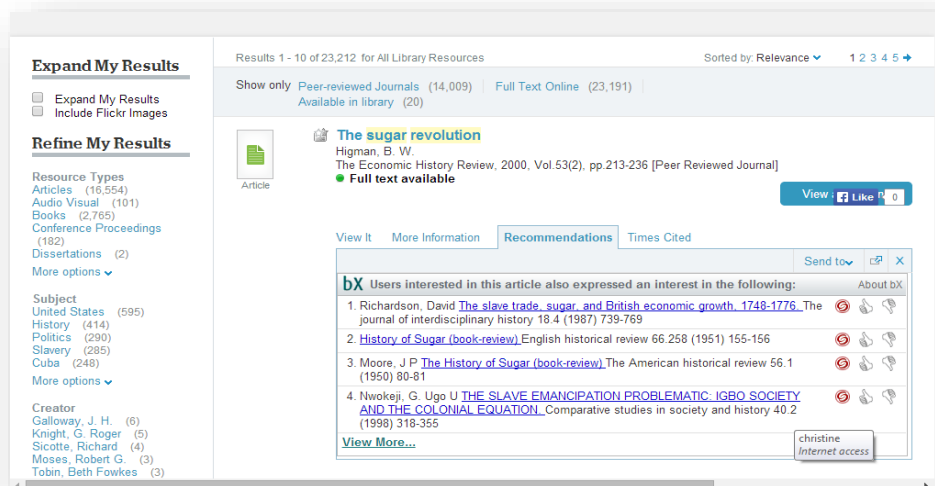 Expand My Results
Expand My Results
Include Flickr Images
Refine My Results
Resource Types
Articles (16,554)
Audio Visual (101)
Books (2,765)
Conference Proceedings
(182)
Dissertations (2)
More options
Subject
United States (595)
History (414)
Politics (290)
Slavery (285)
Cuba (248)
More options
Creator
Galloway, J. H. (6)
Knight, G. Roger (5)
Sicotte, Richard (4)
Moses, Robert G. (3)
Tobin, Beth Fowkes (3)
Results 1 - 10 of 23,212 for All Library Resources
Sorted by: Relevance 1 2 3 4 5
Show only Peer-reviewed Journals (14,009) Full Text Online (23,191)
Available in library (20)
Article
The sugar revolution
Higman, B. W.
The Economic History Review, 2000, Vol.53(2), pp.213-236 [Peer Reviewed Journal]
Full text available
View Like 0
View It More Information Recommendations Times Cited
Send to
bX Users interested in this article also expressed an interest in the following: About bX
1. Richardson, David The slave trade, sugar, and British economic growth, 1748-1776. The
journal of interdisciplinary history 18.4 (1987) 739-769
2. History of Sugar (book-review) English historical review 66.258 (1951) 155-156
3. Moore, J P The History of Sugar (book-review) The American historical review 56.1
(1950) 80-81
4. Nwokeji, G. Ugo U THE SLAVE EMANCIPATION PROBLEMATIC: IGBO SOCIETY
AND THE COLONIAL EQUATION. Comparative studies in society and history 40.2
(1998) 318-355
View More...
christine
Internet access